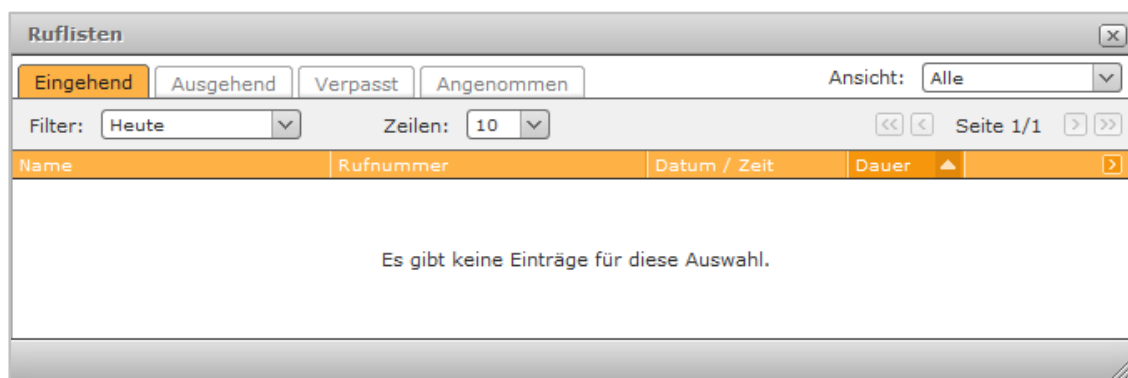 Ruflisten
Eingehend Ausgehend Verpasst Angenommen Ansicht: Alle
Filter: Heute Zeilen: 10 << < Seite 1/1 > >>
Name Rufnummer Datum / Zeit Dauer
Es gibt keine Einträge für diese Auswahl.